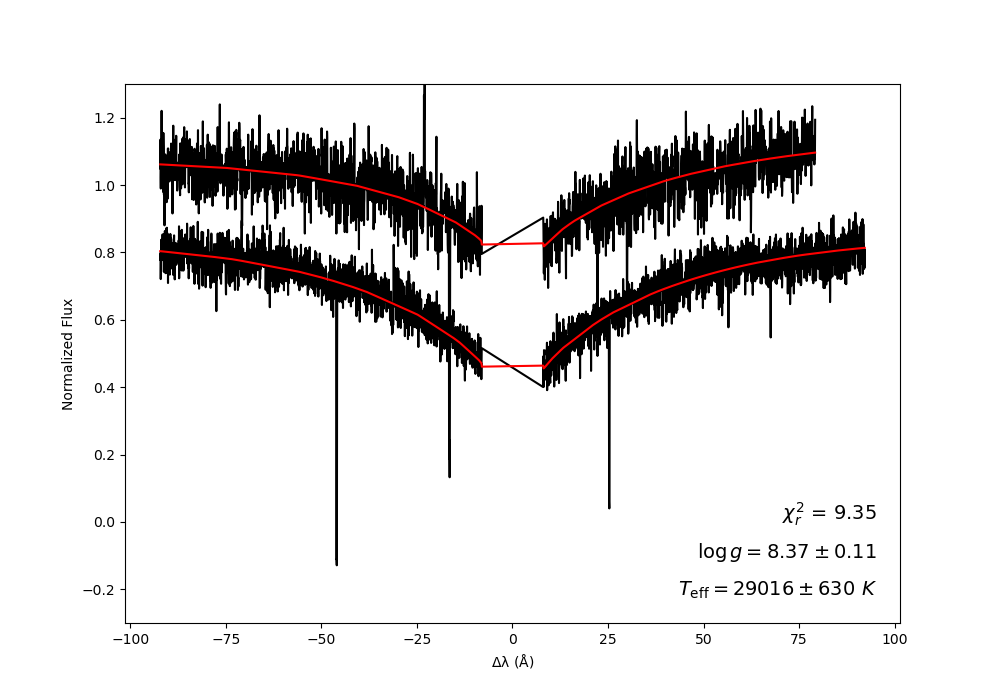 1.2
1.0
0.8
0.6
0.4
0.2
0.0
−0.2
Normalized Flux
χ²ᵣ = 9.35
log g = 8.37 ± 0.11
T_eff = 29016 ± 630 K
−100 −75 −50 −25 0 25 50 75 100
Δλ (Å)